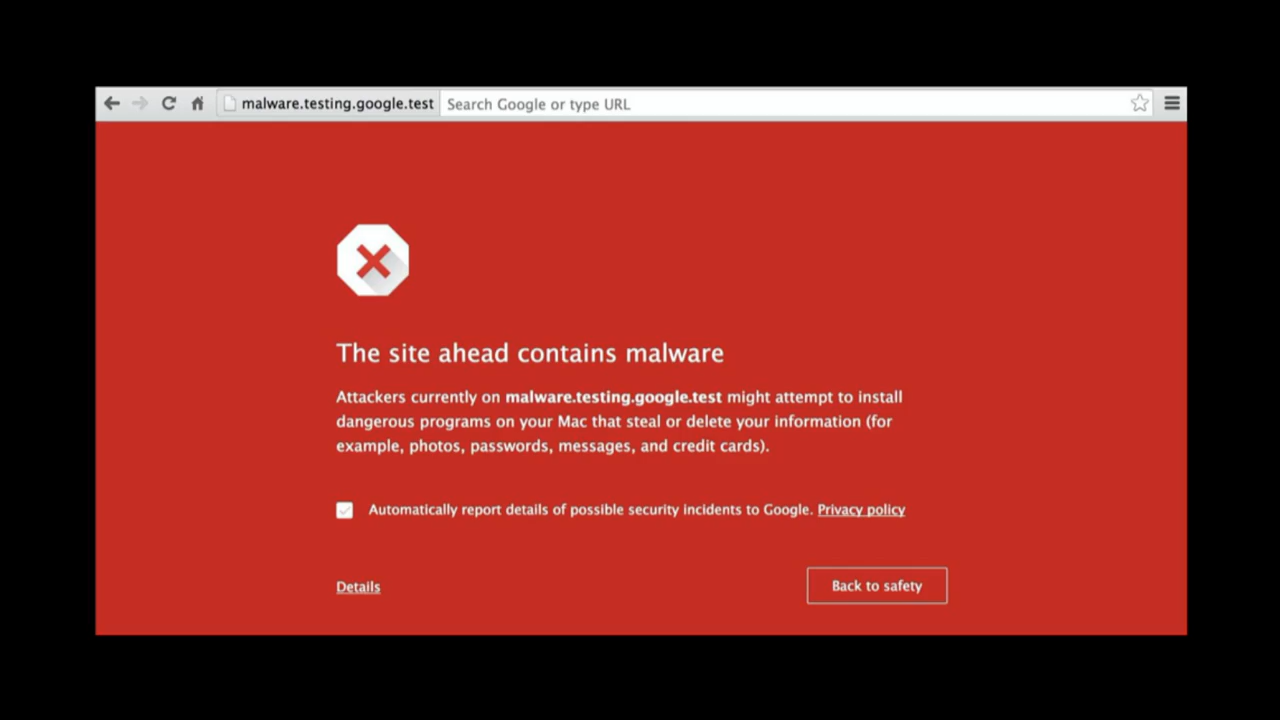 malware.testing.google.test Search Google or type URL
The site ahead contains malware
Attackers currently on malware.testing.google.test might attempt to install
dangerous programs on your Mac that steal or delete your information (for
example, photos, passwords, messages, and credit cards).
Automatically report details of possible security incidents to Google. Privacy policy
Details Back to safety